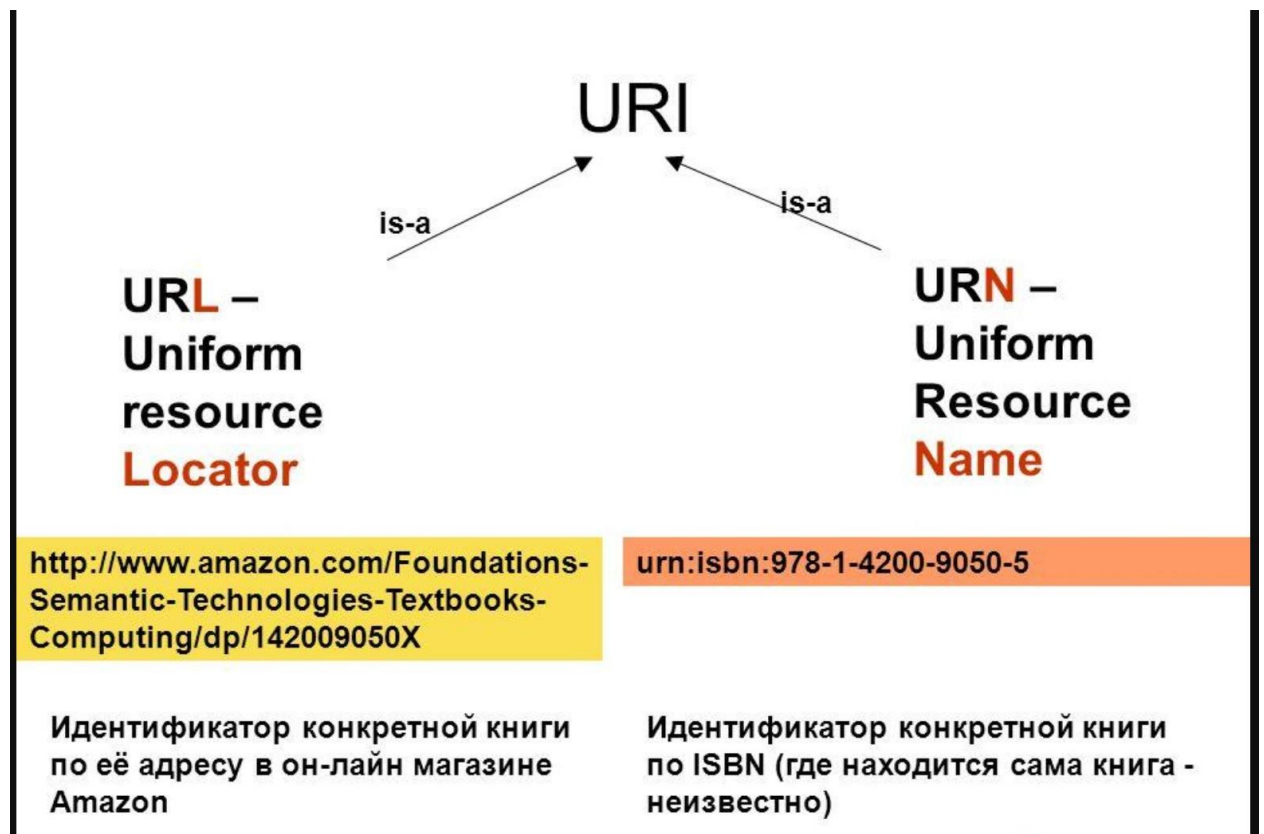 URI
is-a
is-a
URL –
Uniform
resource
Locator
URN –
Uniform
Resource
Name
http://www.amazon.com/Foundations-
Semantic-Technologies-Textbooks-
Computing/dp/142009050X
urn:isbn:978-1-4200-9050-5
Идентификатор конкретной книги
по её адресу в он-лайн магазине
Amazon
Идентификатор конкретной книги
по ISBN (где находится сама книга -
неизвестно)